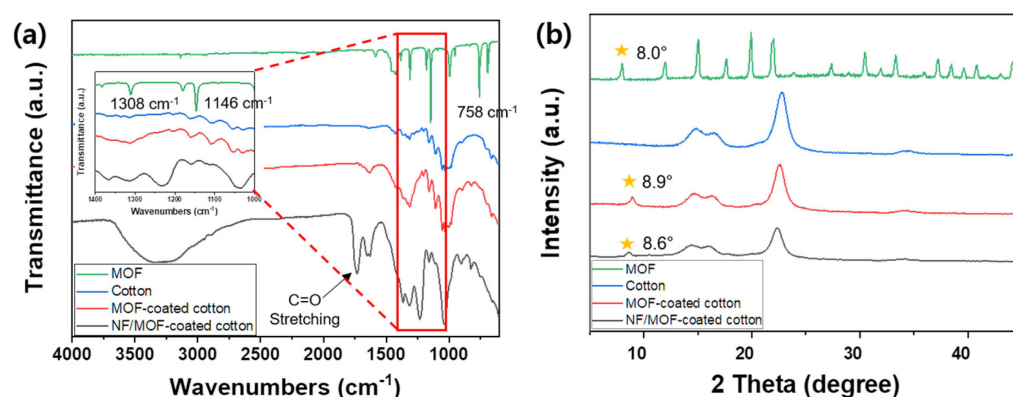 (a)
Transmittance (a.u.)
Transmittance (a.u.)
1308 cm⁻¹
1146 cm⁻¹
1400
1300
1200
1100
1000
Wavenumbers (cm⁻¹)
758 cm⁻¹
MOF
Cotton
MOF-coated cotton
NF/MOF-coated cotton
C=O
Stretching
4000
3500
3000
2500
2000
1500
1000
Wavenumbers (cm⁻¹)
(b)
Intensity (a.u.)
8.0°
8.9°
8.6°
MOF
Cotton
MOF-coated cotton
NF/MOF-coated cotton
10
20
30
40
2 Theta (degree)